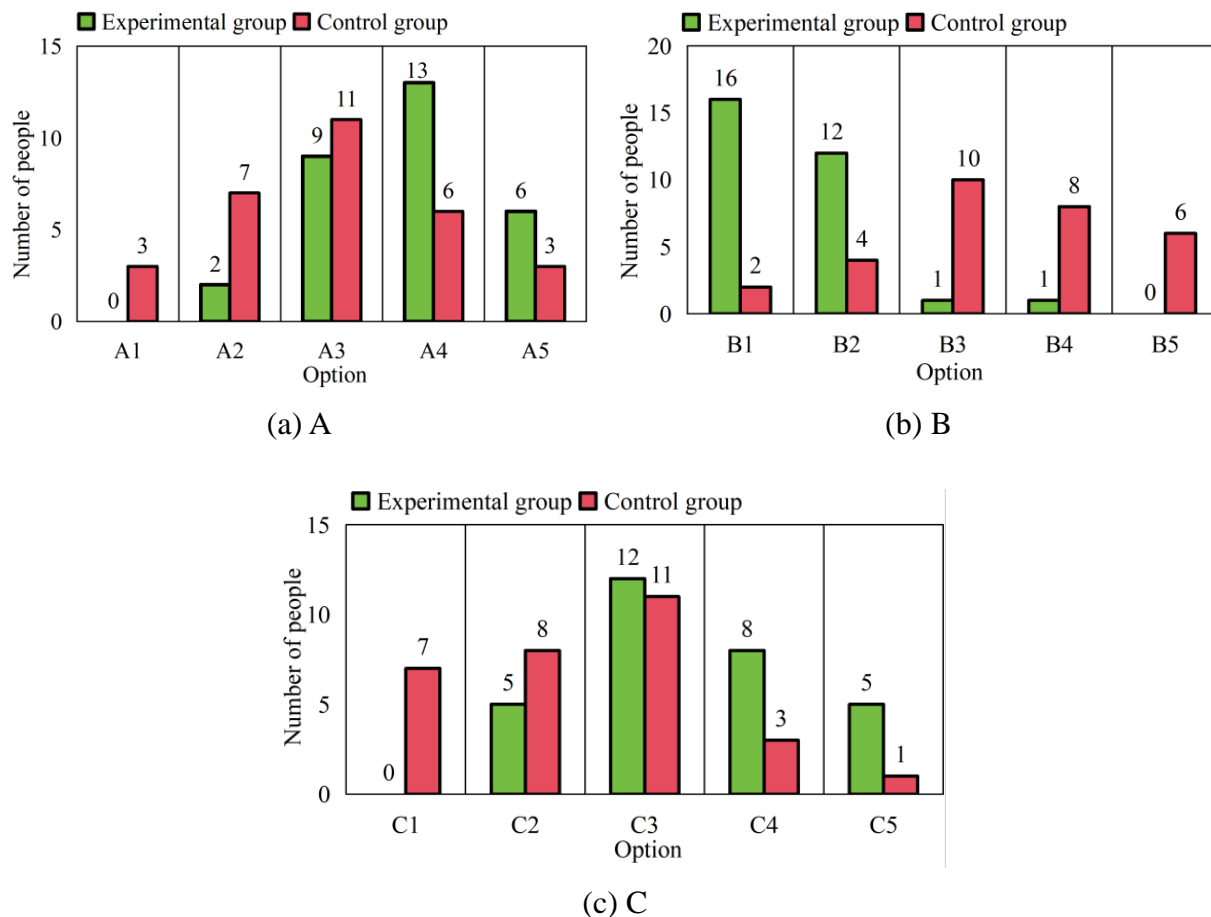 Experimental group Control group
15
10
5
0
Number of people
0 3 2 7 9 11 13 6 6 3
A1 A2 A3 A4 A5
Option
(a) A
Experimental group Control group
20
15
10
5
0
Number of people
16 2 12 4 1 10 1 8 0 6
B1 B2 B3 B4 B5
Option
(b) B
Experimental group Control group
15
10
5
0
Number of people
0 7 5 8 12 11 8 3 5 1
C1 C2 C3 C4 C5
Option
(c) C